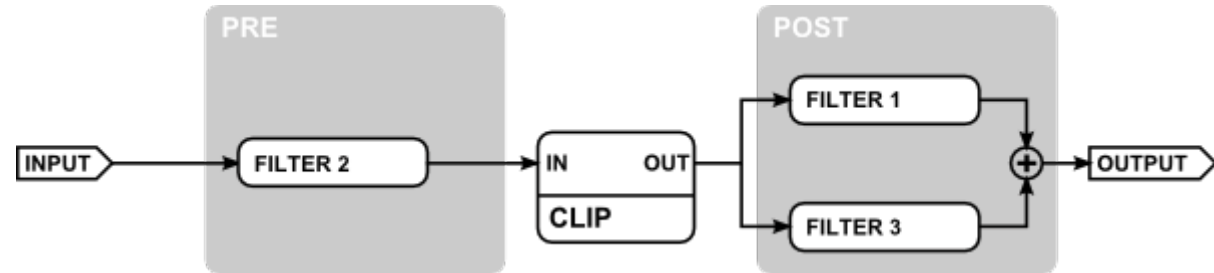 PRE
POST
FILTER 1
INPUT
FILTER 2
IN
OUT
+
OUTPUT
CLIP
FILTER 3